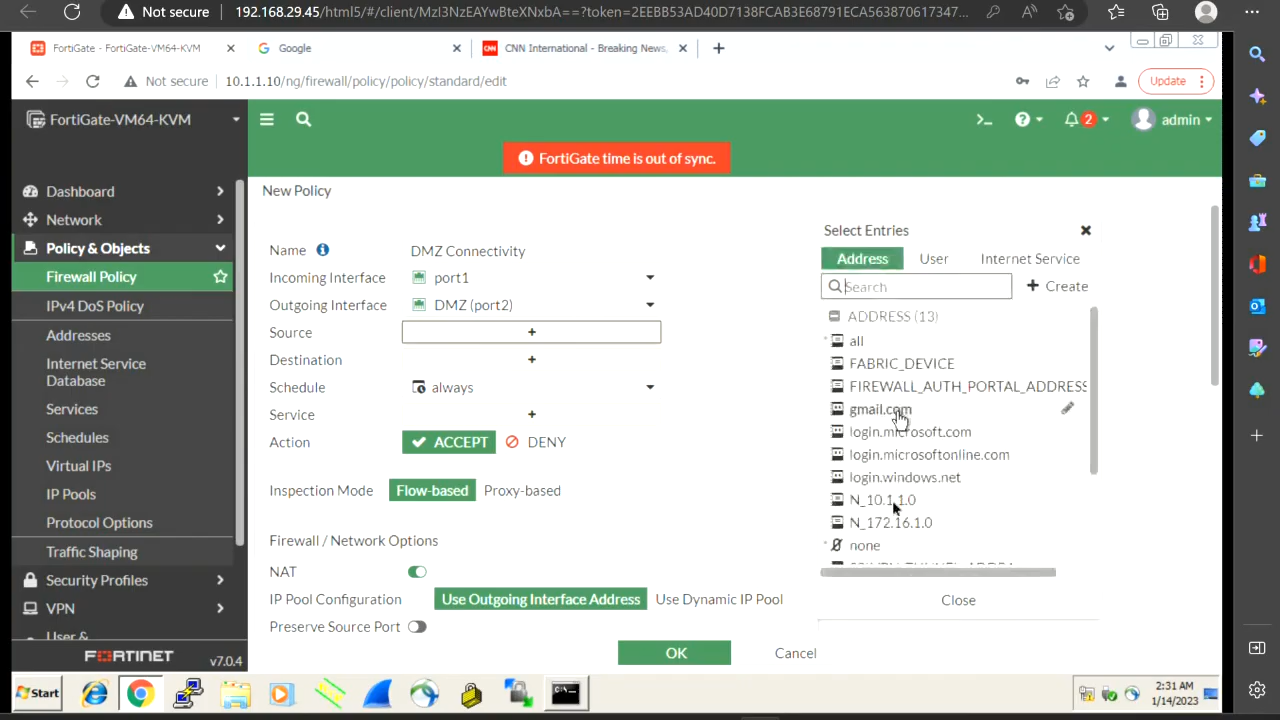 Not secure
192.168.29.45/html5/#/client/MzI3NzEAYwBteXNxbA==?token=2EEBB53AD40D7138FCAB3E68791ECA563870617347...
FortiGate - FortiGate-VM64-KVM
Google
CNN International - Breaking News,
Not secure
10.1.1.10/ng/firewall/policy/policy/standard/edit
Update
FortiGate-VM64-KVM
2
admin
FortiGate time is out of sync.
Dashboard
Network
Policy & Objects
Firewall Policy
IPv4 DoS Policy
Addresses
Internet Service
Database
Services
Schedules
Virtual IPs
IP Pools
Protocol Options
Traffic Shaping
Security Profiles
VPN
User &
FORTINET
v7.0.4
New Policy
Name
DMZ Connectivity
Incoming Interface
port1
Outgoing Interface
DMZ (port2)
Source
+
Destination
+
Schedule
always
Service
+
Action
ACCEPT
DENY
Inspection Mode
Flow-based
Proxy-based
Firewall / Network Options
NAT
IP Pool Configuration
Use Outgoing Interface Address
Use Dynamic IP Pool
Preserve Source Port
OK
Cancel
Select Entries
Address
User
Internet Service
Search
+ Create
ADDRESS (13)
all
FABRIC_DEVICE
FIREWALL_AUTH_PORTAL_ADDRESS
gmail.com
login.microsoft.com
login.microsoftonline.com
login.windows.net
N_10.1.1.0
N_172.16.1.0
none
Close
Start
2:31 AM
1/14/2023